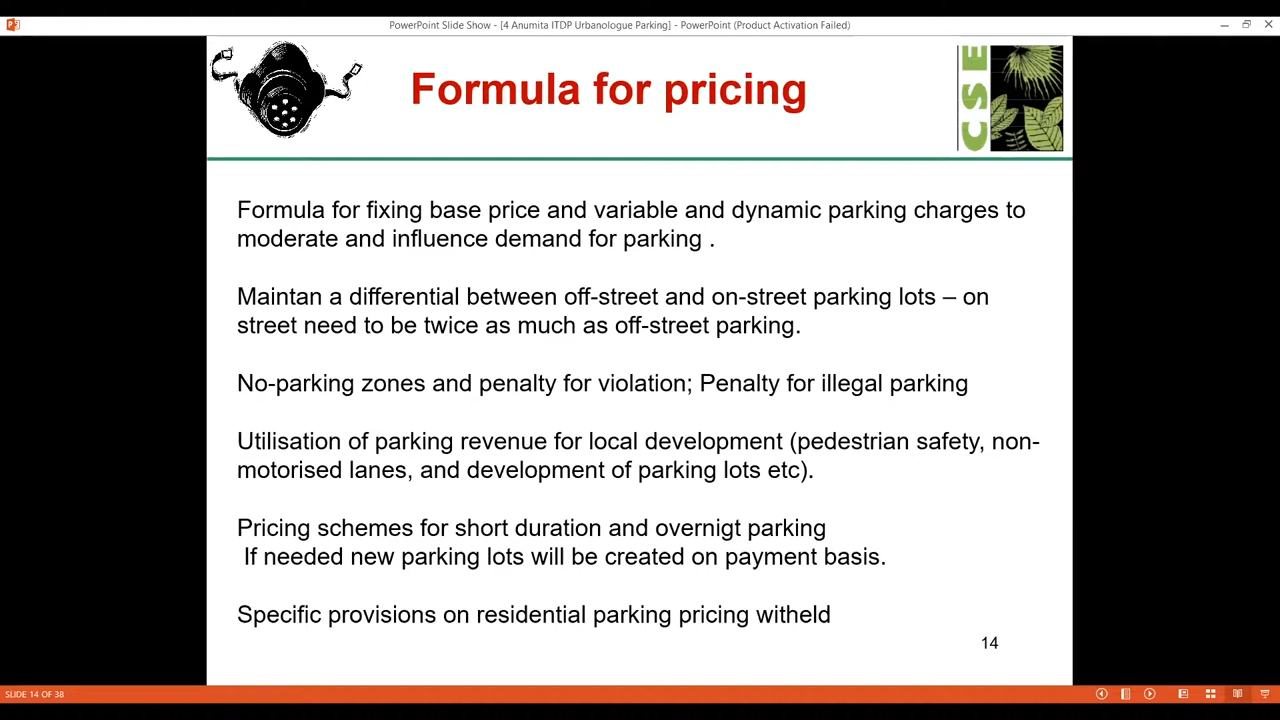 PowerPoint Slide Show - [4 Anumita ITDP Urbanologue Parking] - PowerPoint (Product Activation Failed)
Formula for pricing
CSE
Formula for fixing base price and variable and dynamic parking charges to
moderate and influence demand for parking .
Maintan a differential between off-street and on-street parking lots – on
street need to be twice as much as off-street parking.
No-parking zones and penalty for violation; Penalty for illegal parking
Utilisation of parking revenue for local development (pedestrian safety, non-
motorised lanes, and development of parking lots etc).
Pricing schemes for short duration and overnigt parking
If needed new parking lots will be created on payment basis.
Specific provisions on residential parking pricing witheld
14
SLIDE 14 OF 38